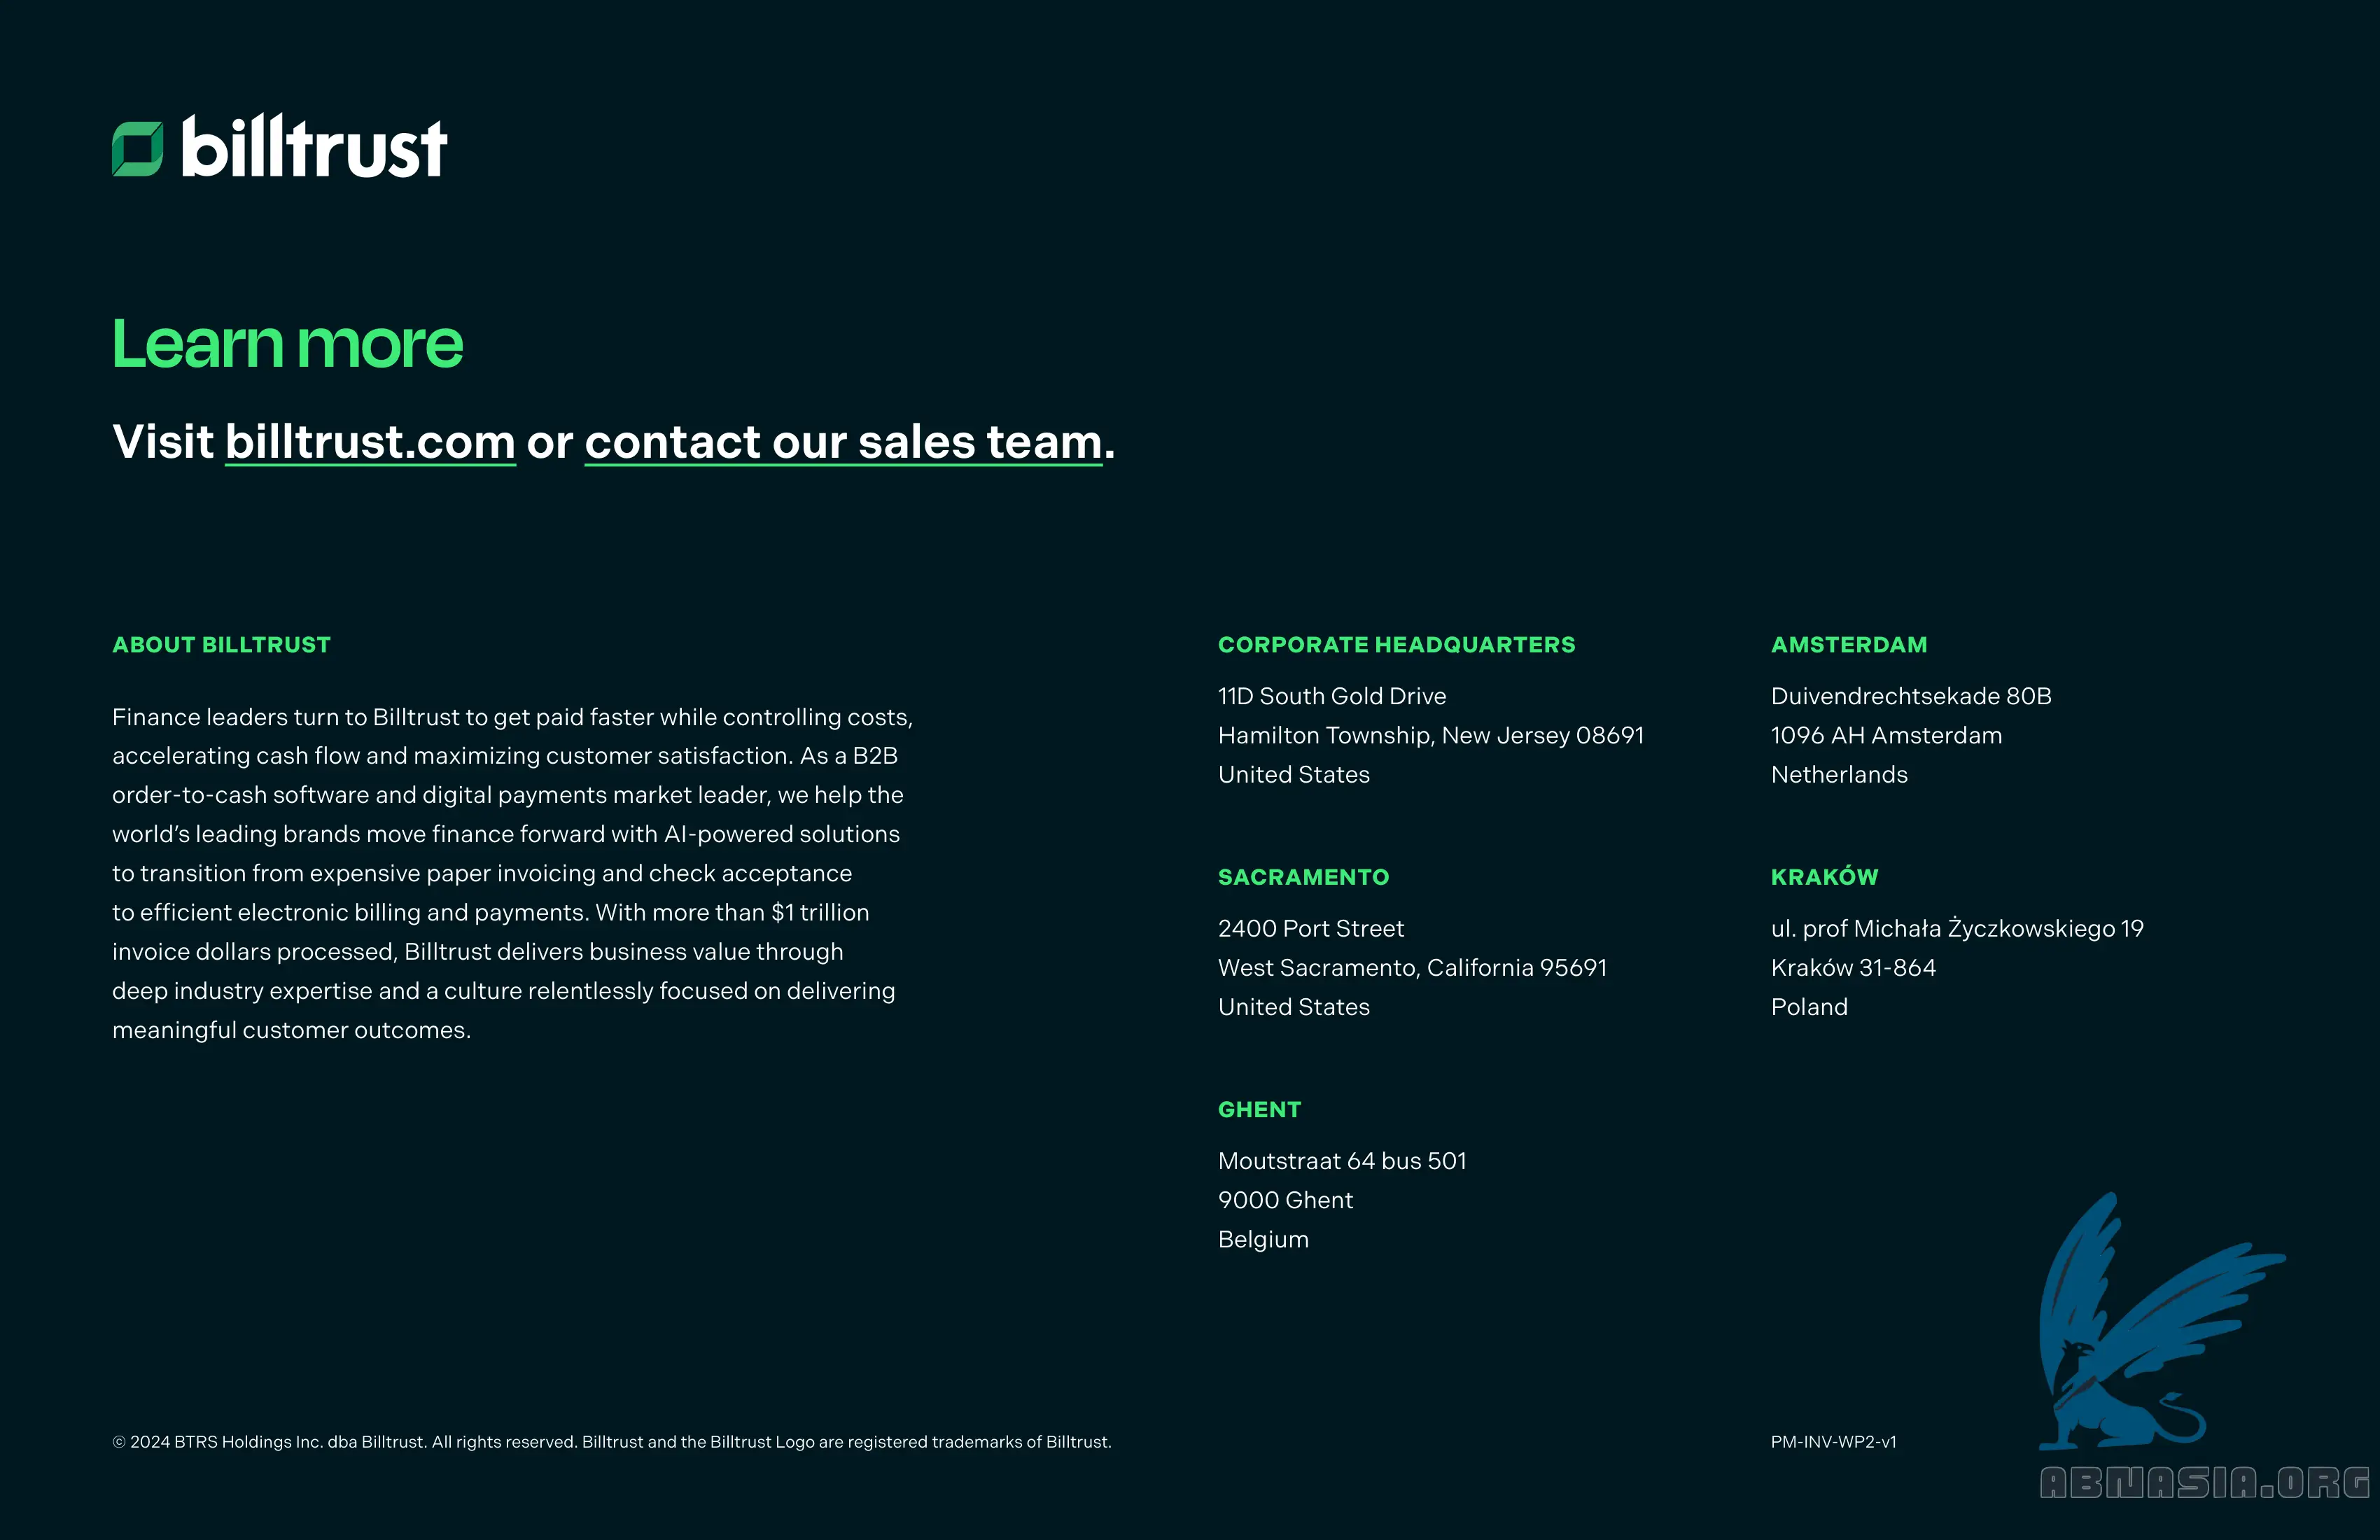 billtrust
Learn more
Visit billtrust.com or contact our sales team.
ABOUT BILLTRUST
Finance leaders turn to Billtrust to get paid faster while controlling costs,
accelerating cash flow and maximizing customer satisfaction. As a B2B
order-to-cash software and digital payments market leader, we help the
world’s leading brands move finance forward with AI-powered solutions
to transition from expensive paper invoicing and check acceptance
to efficient electronic billing and payments. With more than $1 trillion
invoice dollars processed, Billtrust delivers business value through
deep industry expertise and a culture relentlessly focused on delivering
meaningful customer outcomes.
CORPORATE HEADQUARTERS
11D South Gold Drive
Hamilton Township, New Jersey 08691
United States
SACRAMENTO
2400 Port Street
West Sacramento, California 95691
United States
GHENT
Moutstraat 64 bus 501
9000 Ghent
Belgium
AMSTERDAM
Duivendrechtsekade 80B
1096 AH Amsterdam
Netherlands
KRAKÓW
ul. prof Michała Życzkowskiego 19
Kraków 31-864
Poland
© 2024 BTRS Holdings Inc. dba Billtrust. All rights reserved. Billtrust and the Billtrust Logo are registered trademarks of Billtrust.
PM-INV-WP2-v1
ABNASIA.ORG